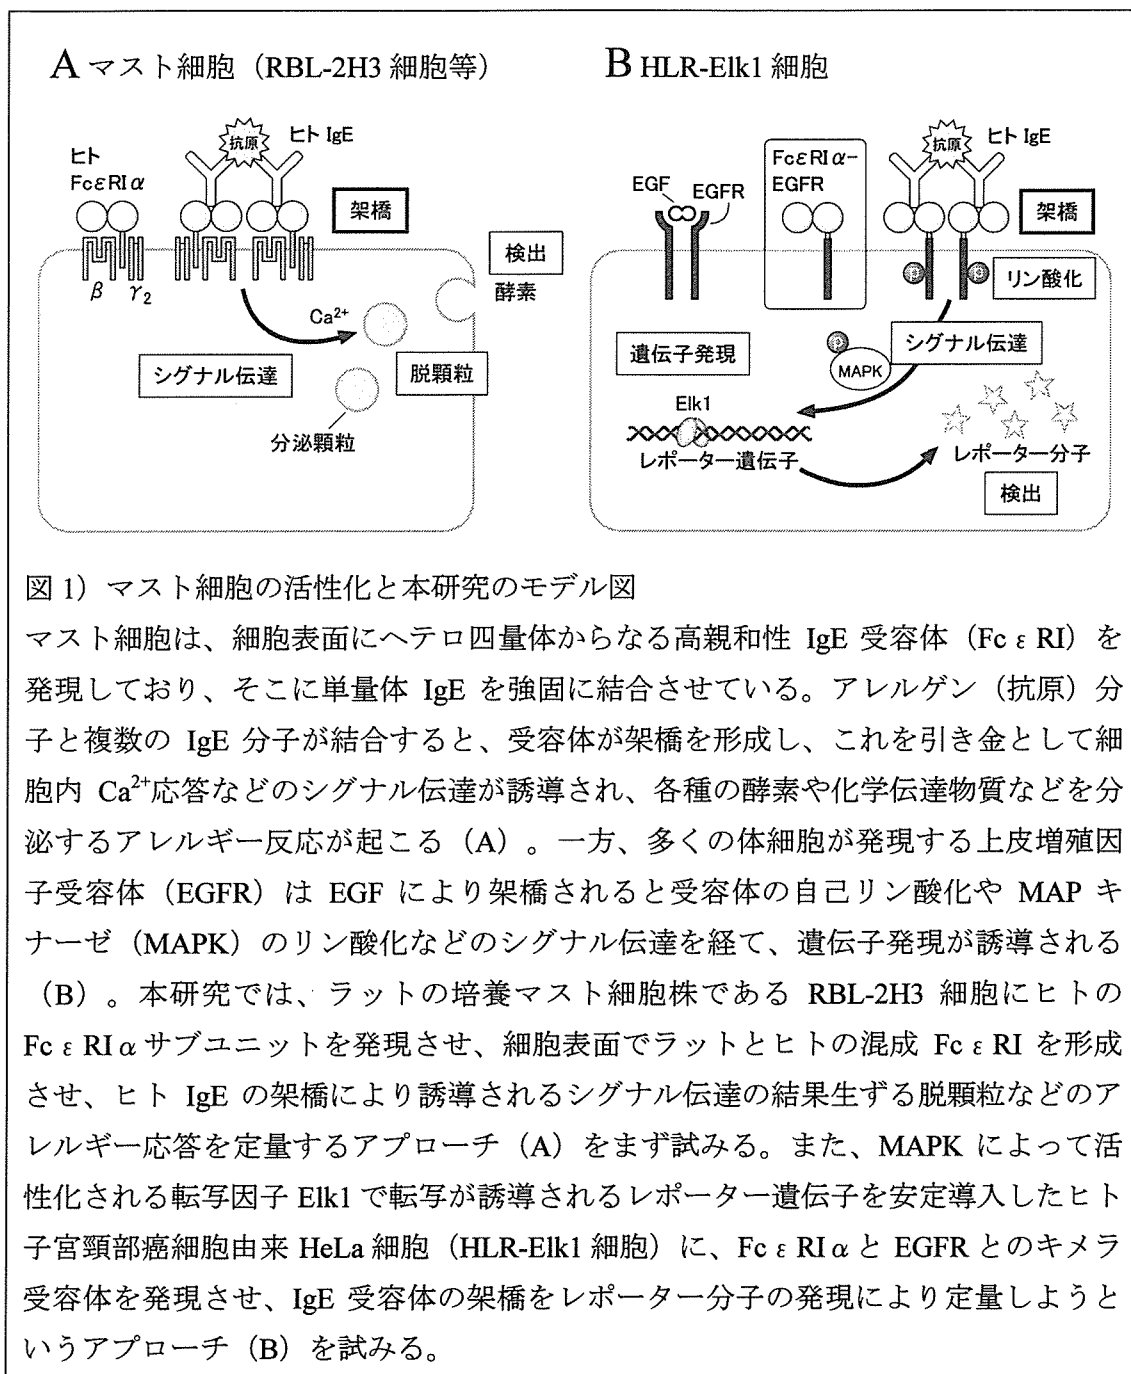 A マスト細胞（RBL-2H3 細胞等）
ヒト
FcεRIα
抗原
ヒト IgE
架橋
検出
酵素
β
γ2
Ca2+
シグナル伝達
脱顆粒
分泌顆粒
B HLR-Elk1 細胞
EGF
EGFR
FcεRIα-
EGFR
抗原
ヒト IgE
架橋
p
p
リン酸化
遺伝子発現
p
MAPK
シグナル伝達
Elk1
レポーター遺伝子
レポーター分子
検出
図 1）マスト細胞の活性化と本研究のモデル図
マスト細胞は、細胞表面にヘテロ四量体からなる高親和性 IgE 受容体（Fc ε RI）を
発現しており、そこに単量体 IgE を強固に結合させている。アレルゲン（抗原）分
子と複数の IgE 分子が結合すると、受容体が架橋を形成し、これを引き金として細
胞内 Ca2+応答などのシグナル伝達が誘導され、各種の酵素や化学伝達物質などを分
泌するアレルギー反応が起こる（A）。一方、多くの体細胞が発現する上皮増殖因
子受容体（EGFR）は EGF により架橋されると受容体の自己リン酸化や MAP キ
ナーゼ（MAPK）のリン酸化などのシグナル伝達を経て、遺伝子発現が誘導される
（B）。本研究では、ラットの培養マスト細胞株である RBL-2H3 細胞にヒトの
Fc ε RI αサブユニットを発現させ、細胞表面でラットとヒトの混成 Fc ε RI を形成
させ、ヒト IgE の架橋により誘導されるシグナル伝達の結果生ずる脱顆粒などのア
レルギー応答を定量するアプローチ（A）をまず試みる。また、MAPK によって活
性化される転写因子 Elk1 で転写が誘導されるレポーター遺伝子を安定導入したヒト
子宮頸部癌細胞由来 HeLa 細胞（HLR-Elk1 細胞）に、Fc ε RI αと EGFR とのキメラ
受容体を発現させ、IgE 受容体の架橋をレポーター分子の発現により定量しようと
いうアプローチ（B）を試みる。